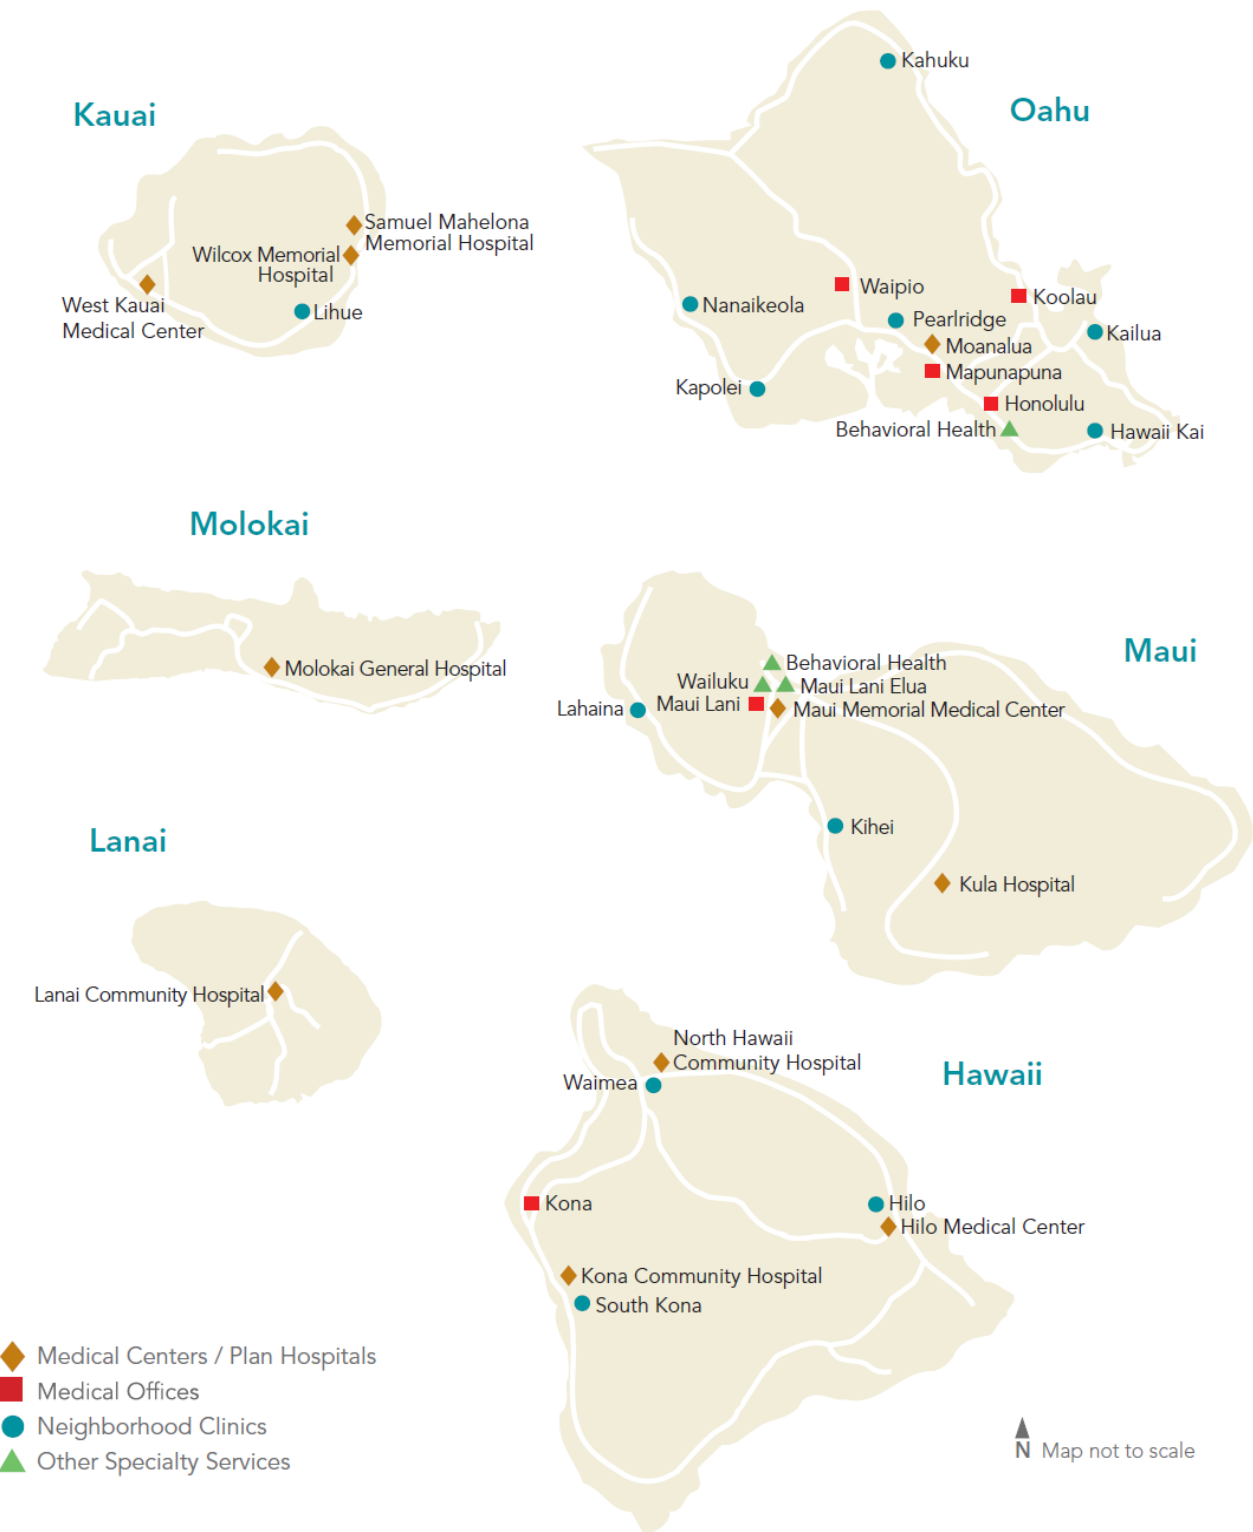 Kahuku
Kauai
Oahu
Samuel Mahelona
Memorial Hospital
Wilcox Memorial
Hospital
West Kauai
Medical Center
Lihue
Waipio
Koolau
Nanaikeola
Pearlridge
Kailua
Moanalua
Mapunapuna
Kapolei
Honolulu
Behavioral Health
Hawaii Kai
Molokai
Molokai General Hospital
Maui
Behavioral Health
Wailuku
Maui Lani Elua
Maui Lani
Lahaina
Maui Memorial Medical Center
Kihei
Kula Hospital
Lanai
Lanai Community Hospital
North Hawaii
Community Hospital
Waimea
Hawaii
Kona
Hilo
Hilo Medical Center
Kona Community Hospital
South Kona
Medical Centers / Plan Hospitals
Medical Offices
Neighborhood Clinics
Other Specialty Services
N Map not to scale